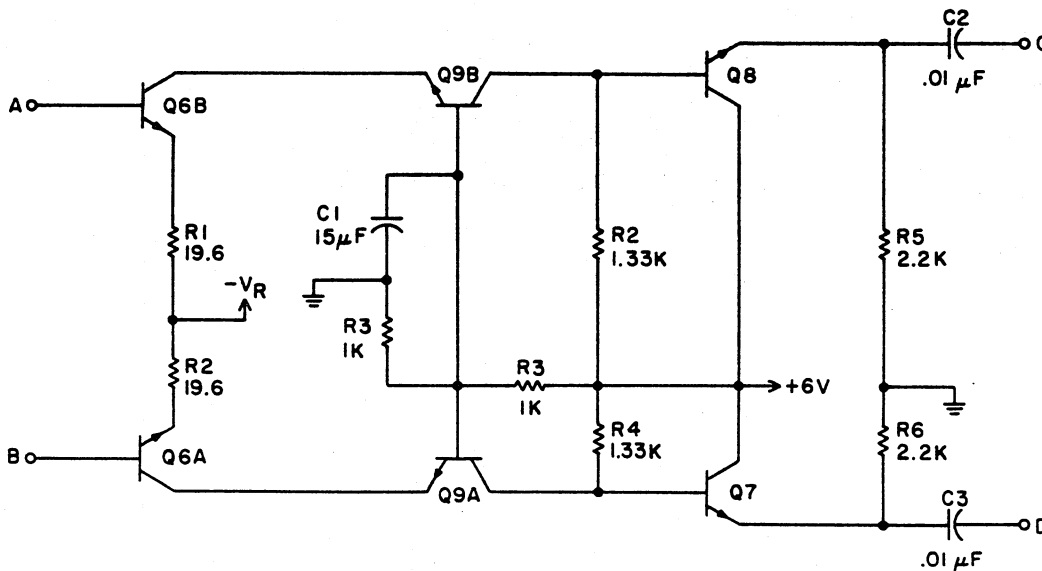 C2
C
.01 μF
Q9B
Q8
A
Q6B
C1
15μF
R1
19.6
R2
1.33K
R5
2.2K
-VR
R3
1K
R2
19.6
R3
1K
+6V
R4
1.33K
R6
2.2K
B
Q6A
Q9A
Q7
C3
.01 μF